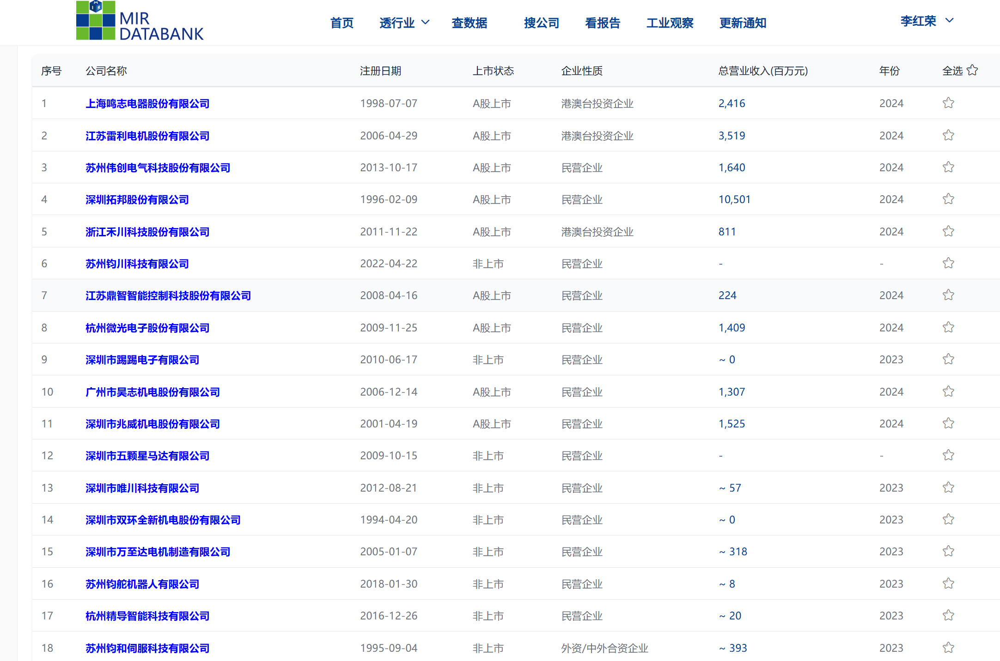 MIR
MIR
DATABANK
首页 透行业 查数据 搜公司 看报告 工业观察 更新通知 李红荣
序号 公司名称 注册日期 上市状态 企业性质 总营业收入(百万元) 年份 全选
1 上海鸣志电器股份有限公司 1998-07-07 A股上市 港澳台投资企业 2,416 2024
2 江苏雷利电机股份有限公司 2006-04-29 A股上市 港澳台投资企业 3,519 2024
3 苏州伟创电气科技股份有限公司 2013-10-17 A股上市 民营企业 1,640 2024
4 深圳拓邦股份有限公司 1996-02-09 A股上市 民营企业 10,501 2024
5 浙江禾川科技股份有限公司 2011-11-22 A股上市 港澳台投资企业 811 2024
6 苏州钧川科技有限公司 2022-04-22 非上市 民营企业 - -
7 江苏鼎智智能控制科技股份有限公司 2008-04-16 A股上市 民营企业 224 2024
8 杭州微光电子股份有限公司 2009-11-25 A股上市 民营企业 1,409 2024
9 深圳市踢踢电子有限公司 2010-06-17 非上市 民营企业 ~ 0 2023
10 广州市昊志机电股份有限公司 2006-12-14 A股上市 民营企业 1,307 2024
11 深圳市兆威机电股份有限公司 2001-04-19 A股上市 民营企业 1,525 2024
12 深圳市五颗星马达有限公司 2009-10-15 非上市 民营企业 - -
13 深圳市唯川科技有限公司 2012-08-21 非上市 民营企业 ~ 57 2023
14 深圳市双环全新机电股份有限公司 1994-04-20 非上市 民营企业 ~ 0 2023
15 深圳市万至达电机制造有限公司 2005-01-07 非上市 民营企业 ~ 318 2023
16 苏州钧舵机器人有限公司 2018-01-30 非上市 民营企业 ~ 8 2023
17 杭州精导智能科技有限公司 2016-12-26 非上市 民营企业 ~ 20 2023
18 苏州钧和伺服科技有限公司 1995-09-04 非上市 外资/中外合资企业 ~ 393 2023